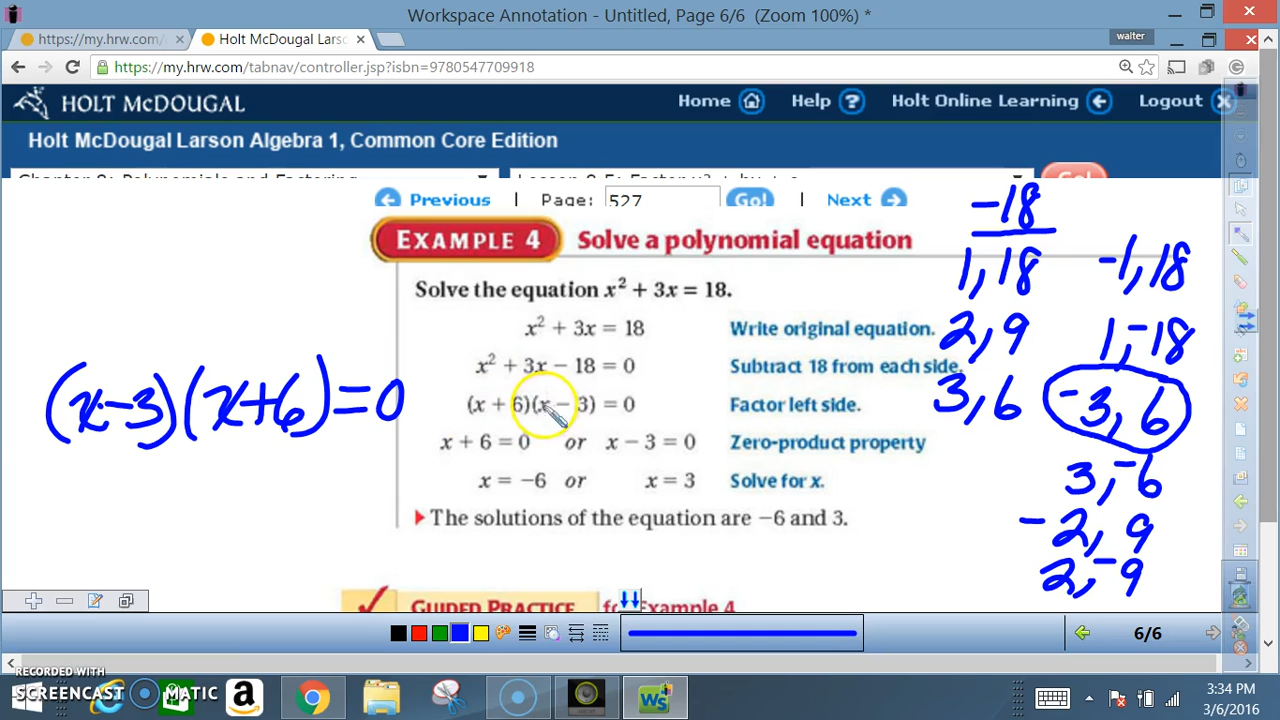 Workspace Annotation - Untitled, Page 6/6 (Zoom 100%) *
https://my.hrw.com/
Holt McDougal Lars
walter
https://my.hrw.com/tabnav/controller.jsp?isbn=9780547709918
HOLT McDOUGAL
Home
Help
Holt Online Learning
Logout
Holt McDougal Larson Algebra 1, Common Core Edition
Previous | Page: 527 Go! | Next
EXAMPLE 4 Solve a polynomial equation
Solve the equation x² + 3x = 18.
x² + 3x = 18 Write original equation.
x² + 3x − 18 = 0 Subtract 18 from each side.
(x + 6)(x − 3) = 0 Factor left side.
x + 6 = 0 or x − 3 = 0 Zero-product property
x = −6 or x = 3 Solve for x.
The solutions of the equation are −6 and 3.
GUIDED PRACTICE for Example 4
(x-3)(x+6)=0
-18
1, 18
2, 9
3, 6
-1, 18
1, -18
-3, 6
3, -6
-2, 9
2, -9
6/6
RECORDED WITH
SCREENCAST MATIC
3:34 PM
3/6/2016